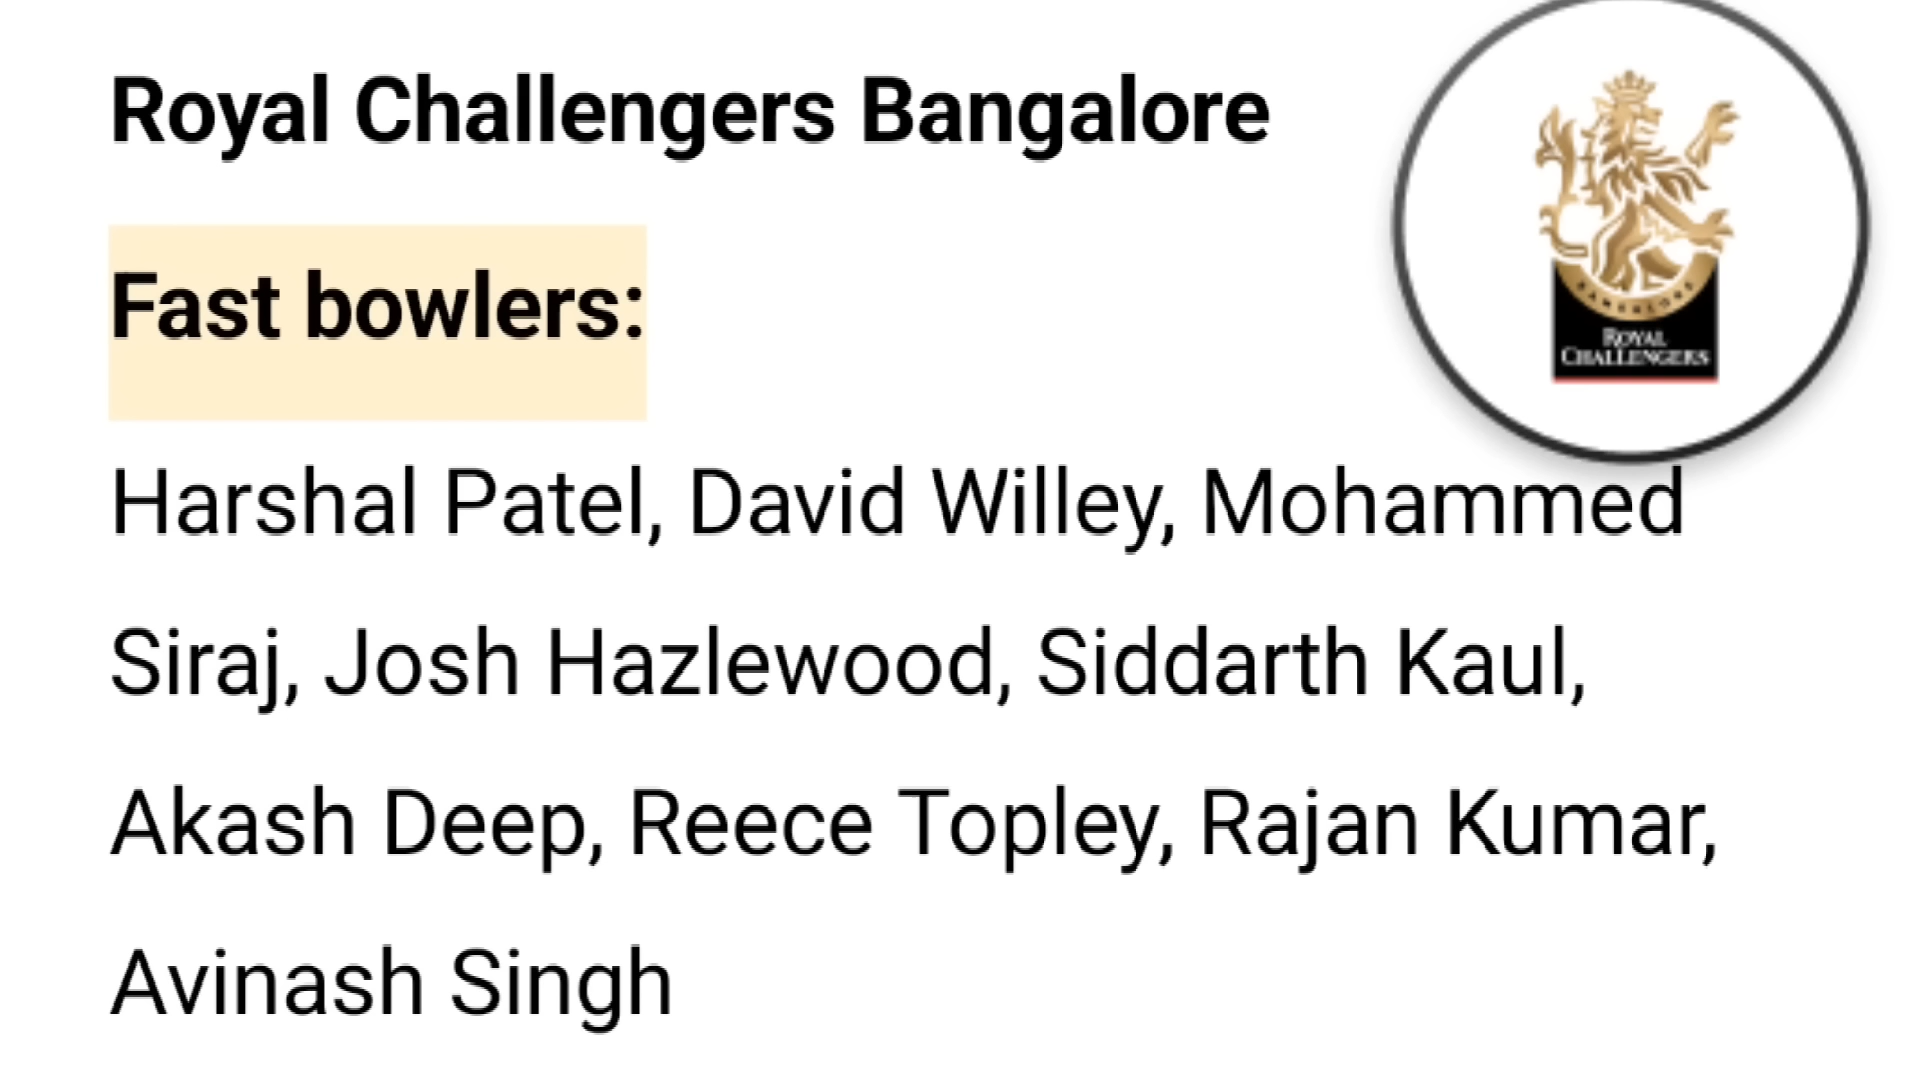 Royal Challengers Bangalore
BANGALORE
ROYAL
CHALLENGERS
Fast bowlers:
Harshal Patel, David Willey, Mohammed
Siraj, Josh Hazlewood, Siddarth Kaul,
Akash Deep, Reece Topley, Rajan Kumar,
Avinash Singh